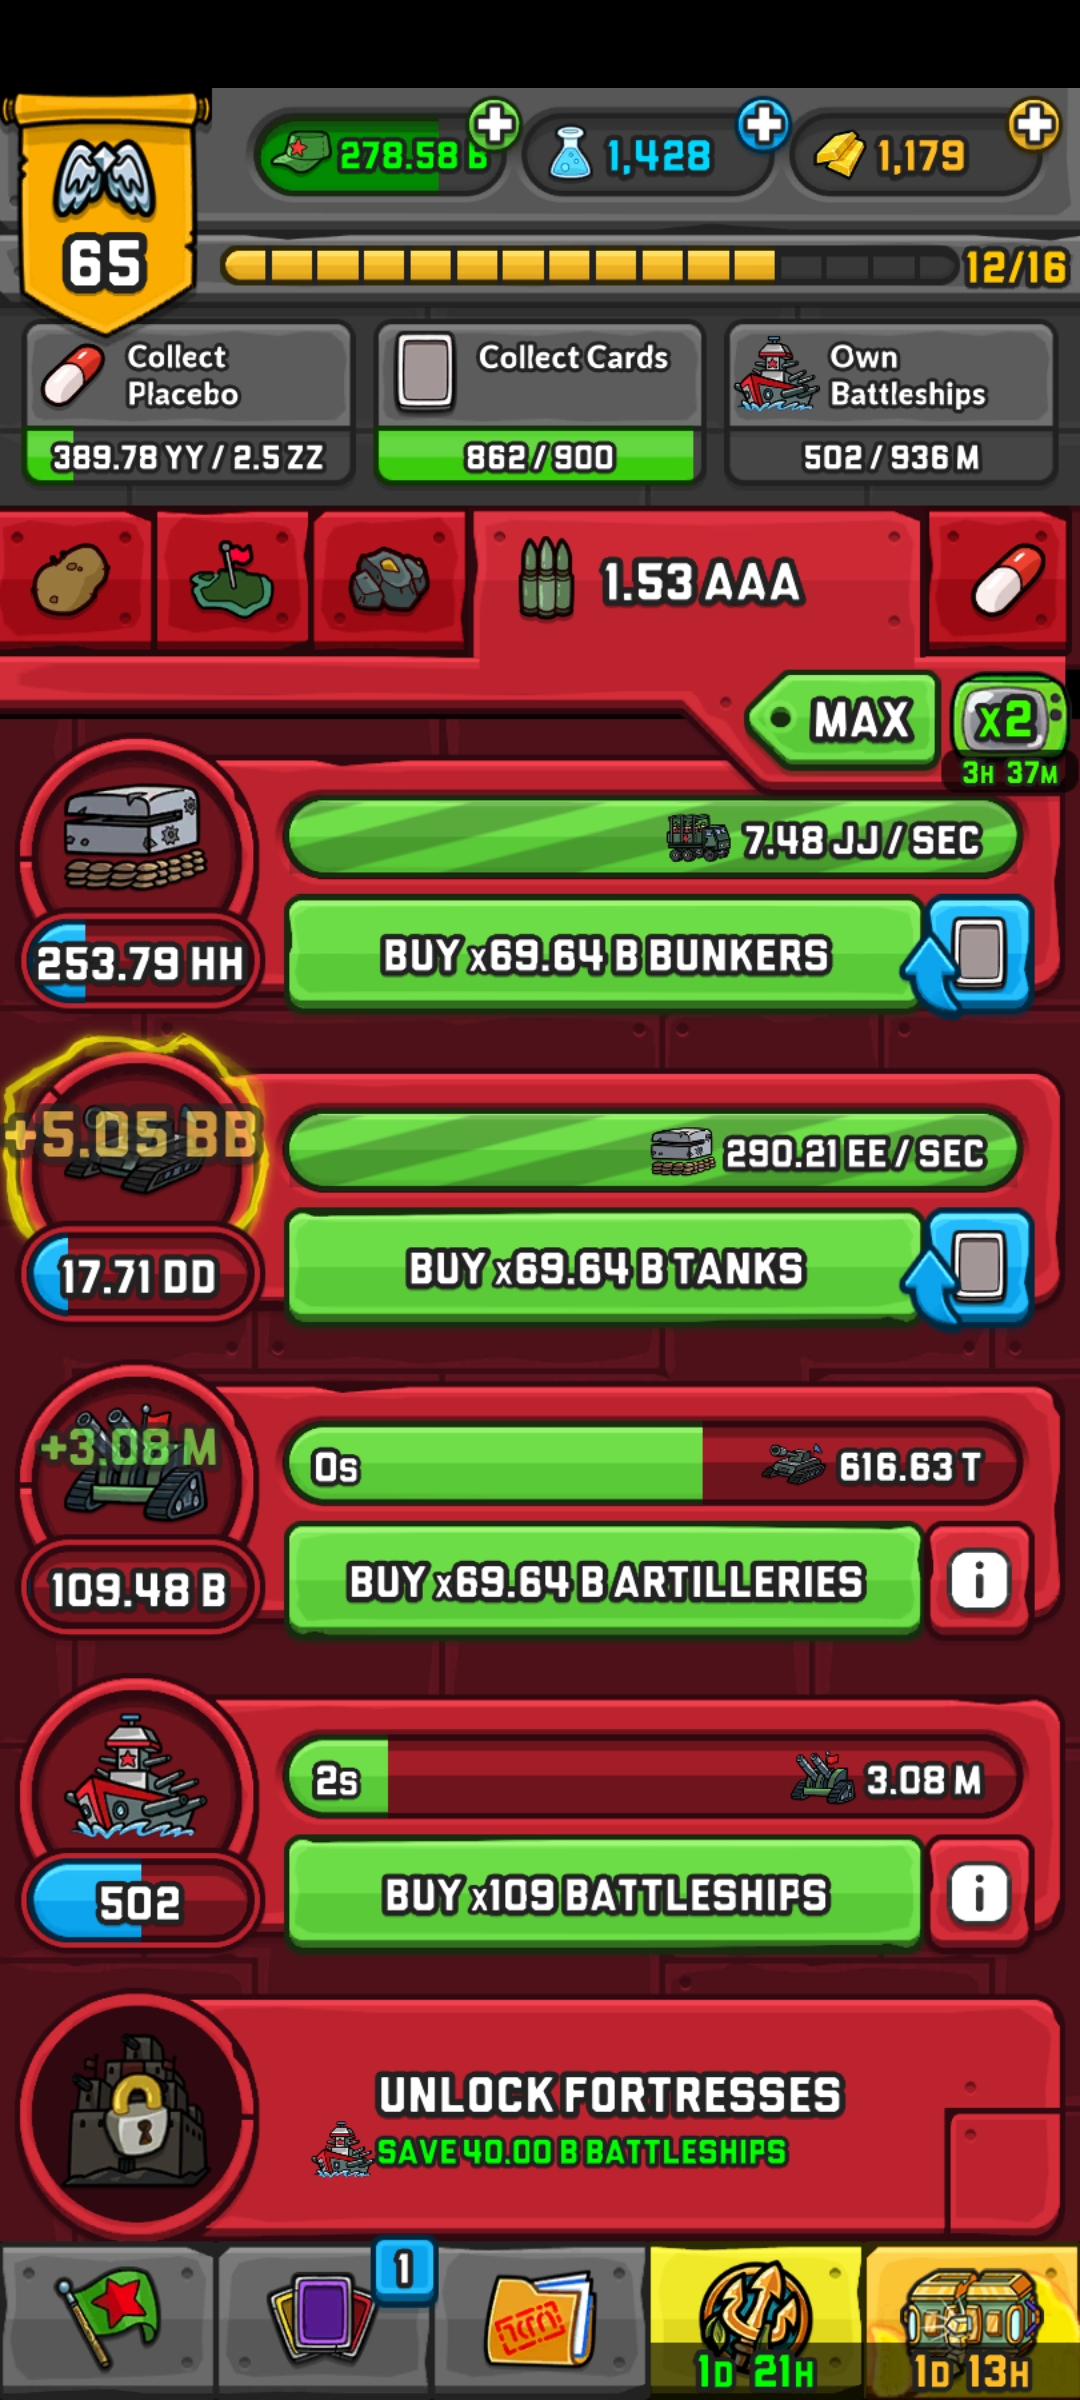 278.58 B
1,428
1,179
65
12/16
Collect
Placebo
Collect Cards
Own
Battleships
389.78 YY / 2.5 ZZ
862/900
502 / 936 M
1.53 AAA
MAX
x2
3H 37M
7.48 JJ / SEC
253.79 HH
BUY x69.64 B BUNKERS
+5.05 BB
290.21 EE / SEC
17.71 DD
BUY x69.64 B TANKS
+3.08 M
0s
616.63 T
109.48 B
BUY x69.64 B ARTILLERIES
i
2s
3.08 M
502
BUY x109 BATTLESHIPS
i
UNLOCK FORTRESSES
SAVE 40.00 B BATTLESHIPS
1
1D 21H
1D 13H